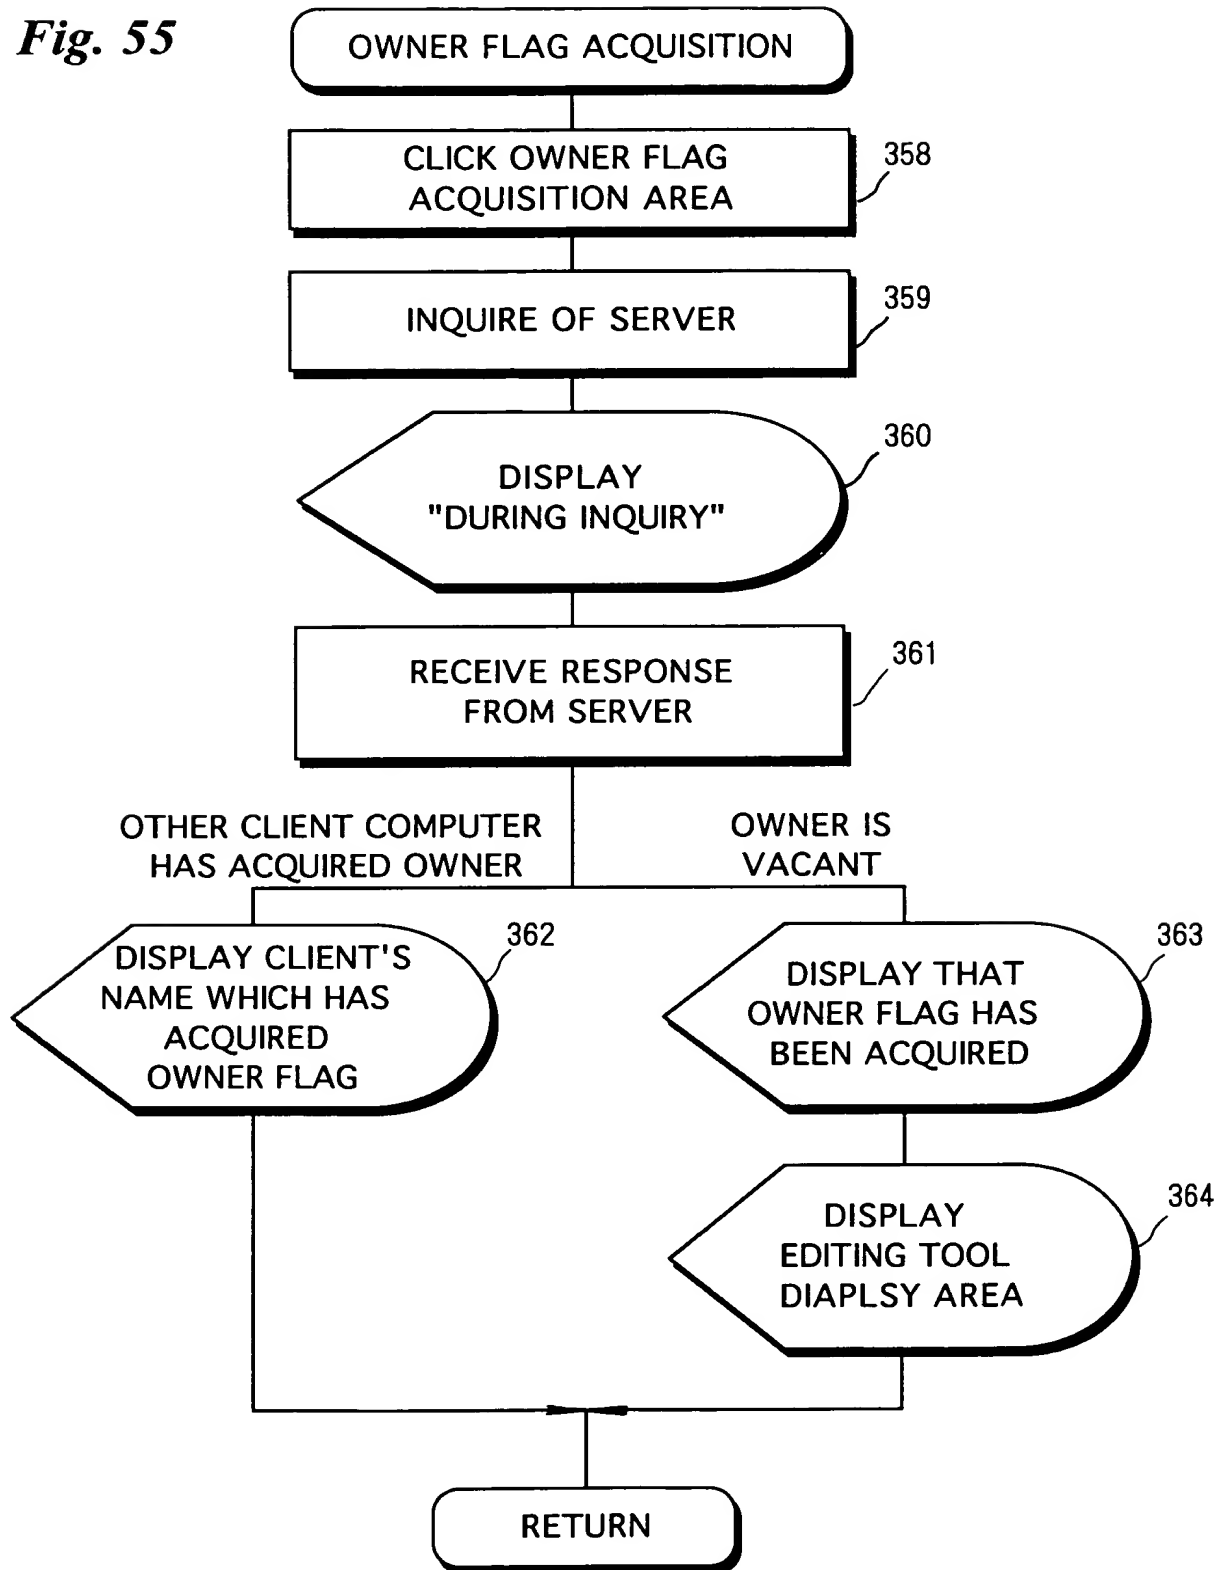 Fig. 55
OWNER FLAG ACQUISITION
CLICK OWNER FLAG
ACQUISITION AREA
358
INQUIRE OF SERVER
359
DISPLAY
"DURING INQUIRY"
360
RECEIVE RESPONSE
FROM SERVER
361
OTHER CLIENT COMPUTER
HAS ACQUIRED OWNER
OWNER IS
VACANT
DISPLAY CLIENT'S
NAME WHICH HAS
ACQUIRED
OWNER FLAG
362
DISPLAY THAT
OWNER FLAG HAS
BEEN ACQUIRED
363
DISPLAY
EDITING TOOL
DIAPLSY AREA
364
RETURN